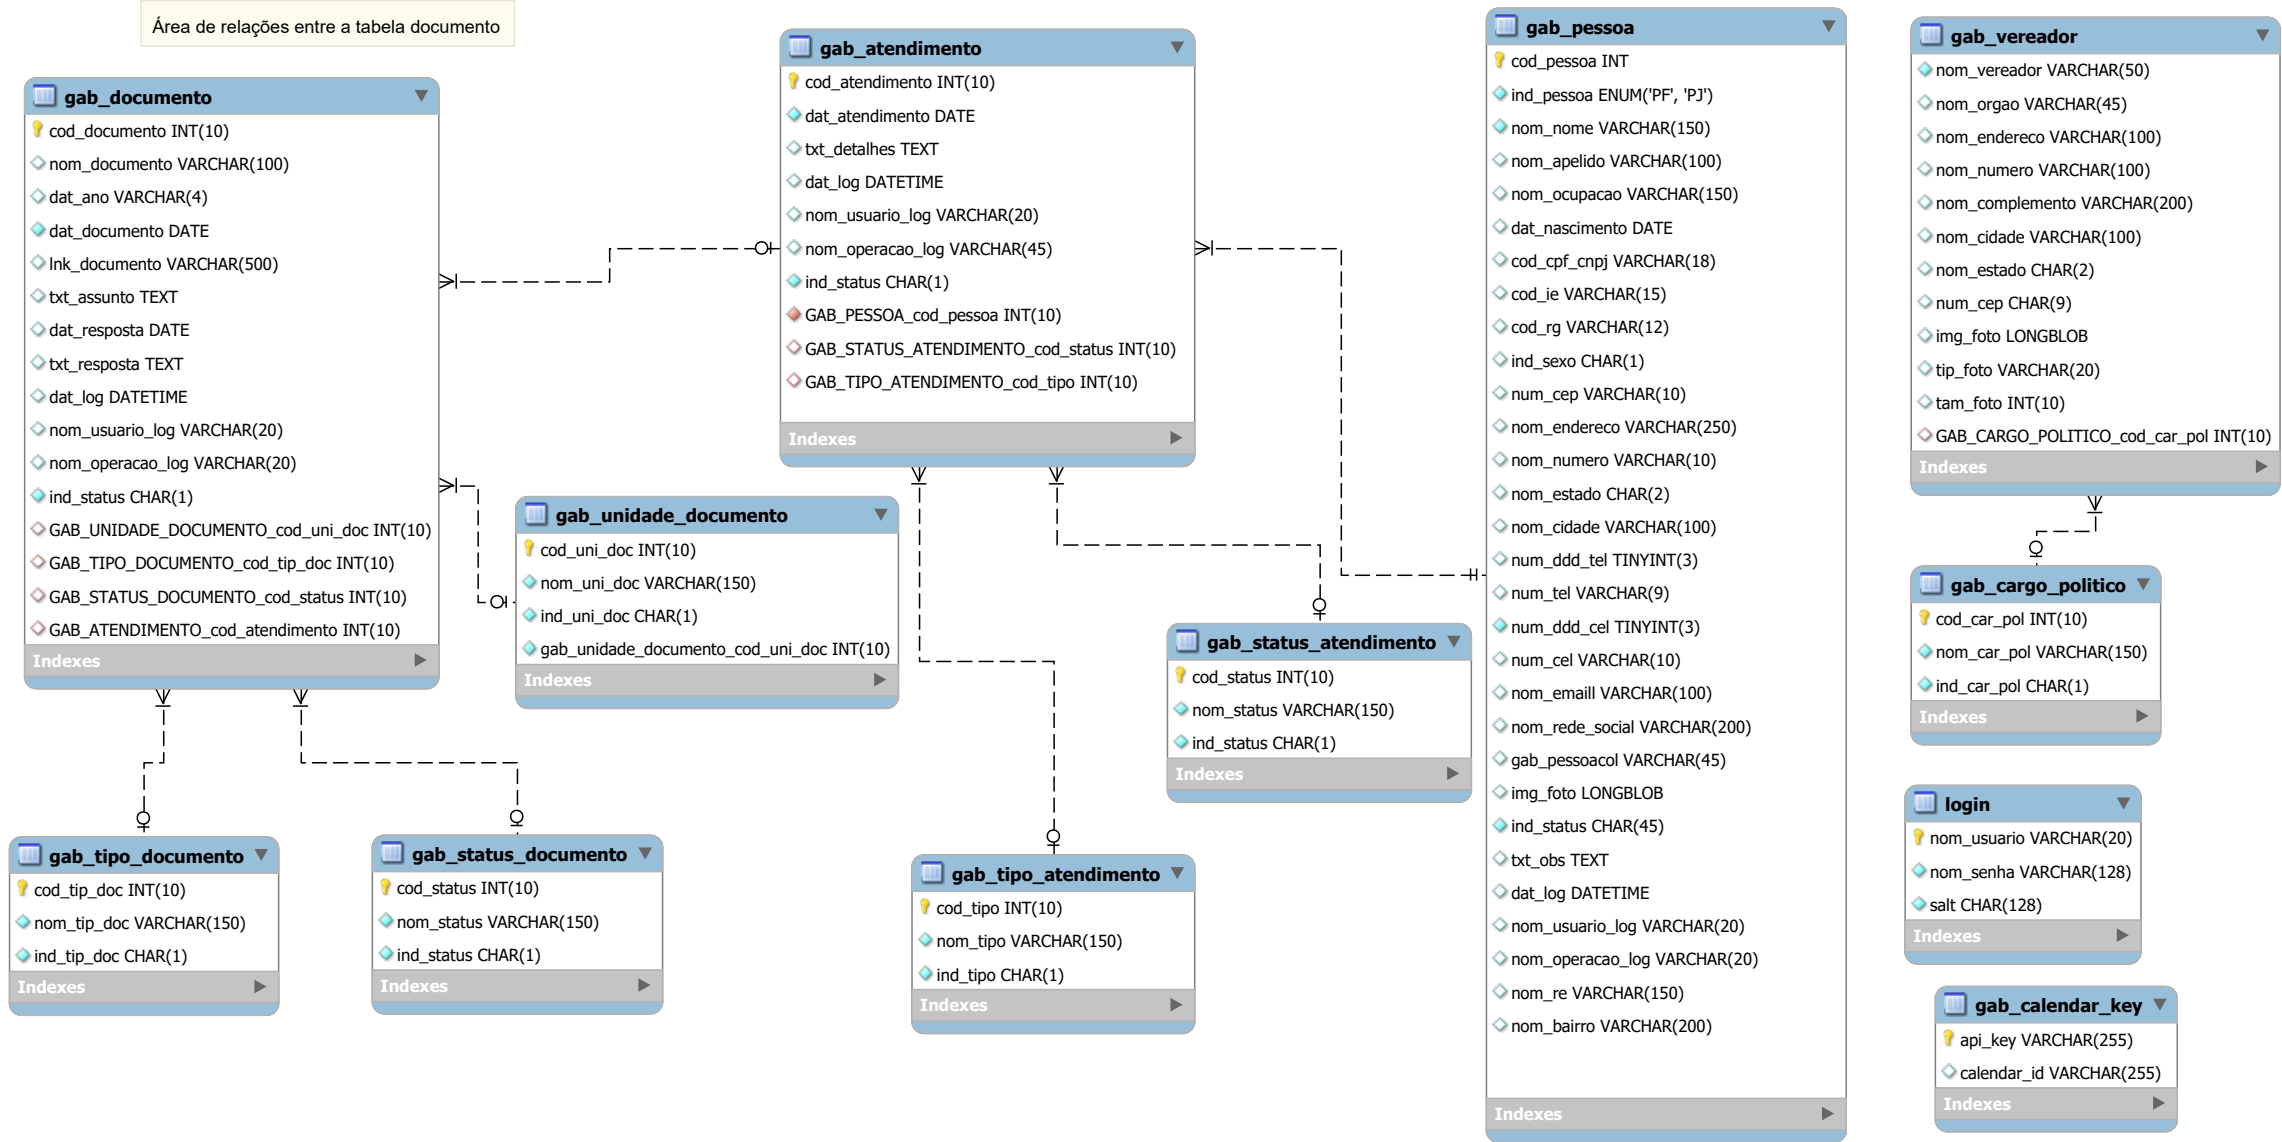 Área de relações entre a tabela documento
gab_documento
cod_documento INT(10)
nom_documento VARCHAR(100)
dat_ano VARCHAR(4)
dat_documento DATE
lnk_documento VARCHAR(500)
txt_assunto TEXT
dat_resposta DATE
txt_resposta TEXT
dat_log DATETIME
nom_usuario_log VARCHAR(20)
nom_operacao_log VARCHAR(20)
ind_status CHAR(1)
GAB_UNIDADE_DOCUMENTO_cod_uni_doc INT(10)
GAB_TIPO_DOCUMENTO_cod_tip_doc INT(10)
GAB_STATUS_DOCUMENTO_cod_status INT(10)
GAB_ATENDIMENTO_cod_atendimento INT(10)
Indexes
gab_tipo_documento
cod_tip_doc INT(10)
nom_tip_doc VARCHAR(150)
ind_tip_doc CHAR(1)
Indexes
gab_status_documento
cod_status INT(10)
nom_status VARCHAR(150)
ind_status CHAR(1)
Indexes
gab_unidade_documento
cod_uni_doc INT(10)
nom_uni_doc VARCHAR(150)
ind_uni_doc CHAR(1)
gab_unidade_documento_cod_uni_doc INT(10)
Indexes
gab_atendimento
cod_atendimento INT(10)
dat_atendimento DATE
txt_detalhes TEXT
dat_log DATETIME
nom_usuario_log VARCHAR(20)
nom_operacao_log VARCHAR(45)
ind_status CHAR(1)
GAB_PESSOA_cod_pessoa INT(10)
GAB_STATUS_ATENDIMENTO_cod_status INT(10)
GAB_TIPO_ATENDIMENTO_cod_tipo INT(10)
Indexes
gab_tipo_atendimento
cod_tipo INT(10)
nom_tipo VARCHAR(150)
ind_tipo CHAR(1)
Indexes
gab_status_atendimento
cod_status INT(10)
nom_status VARCHAR(150)
ind_status CHAR(1)
Indexes
gab_pessoa
cod_pessoa INT
ind_pessoa ENUM('PF', 'PJ')
nom_nome VARCHAR(150)
nom_apelido VARCHAR(100)
nom_ocupacao VARCHAR(150)
dat_nascimento DATE
cod_cpf_cnpj VARCHAR(18)
cod_ie VARCHAR(15)
cod_rg VARCHAR(12)
ind_sexo CHAR(1)
num_cep VARCHAR(10)
nom_endereco VARCHAR(250)
nom_numero VARCHAR(10)
nom_estado CHAR(2)
nom_cidade VARCHAR(100)
num_ddd_tel TINYINT(3)
num_tel VARCHAR(9)
num_ddd_cel TINYINT(3)
num_cel VARCHAR(10)
nom_emaill VARCHAR(100)
nom_rede_social VARCHAR(200)
gab_pessoacol VARCHAR(45)
img_foto LONGBLOB
ind_status CHAR(45)
txt_obs TEXT
dat_log DATETIME
nom_usuario_log VARCHAR(20)
nom_operacao_log VARCHAR(20)
nom_re VARCHAR(150)
nom_bairro VARCHAR(200)
Indexes
gab_vereador
nom_vereador VARCHAR(50)
nom_orgao VARCHAR(45)
nom_endereco VARCHAR(100)
nom_numero VARCHAR(100)
nom_complemento VARCHAR(200)
nom_cidade VARCHAR(100)
nom_estado CHAR(2)
num_cep CHAR(9)
img_foto LONGBLOB
tip_foto VARCHAR(20)
tam_foto INT(10)
GAB_CARGO_POLITICO_cod_car_pol INT(10)
Indexes
gab_cargo_politico
cod_car_pol INT(10)
nom_car_pol VARCHAR(150)
ind_car_pol CHAR(1)
Indexes
login
nom_usuario VARCHAR(20)
nom_senha VARCHAR(128)
salt CHAR(128)
Indexes
gab_calendar_key
api_key VARCHAR(255)
calendar_id VARCHAR(255)
Indexes